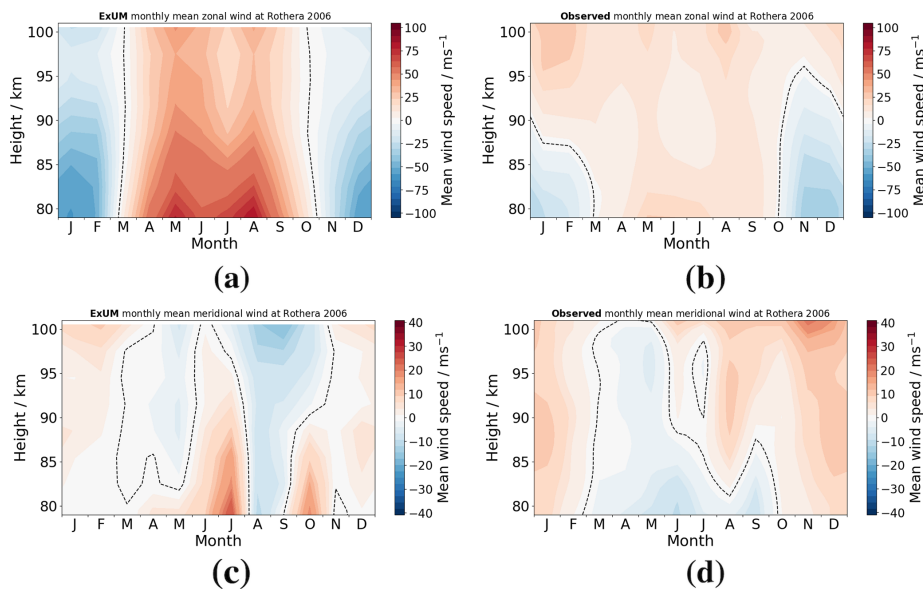 ExUM monthly mean zonal wind at Rothera 2006
100
95
90
85
80
Height / km
J F M A M J J A S O N D
Month
100
75
50
25
0
−25
−50
−75
−100
Mean wind speed / ms⁻¹
(a)
Observed monthly mean zonal wind at Rothera 2006
100
95
90
85
80
Height / km
J F M A M J J A S O N D
Month
100
75
50
25
0
−25
−50
−75
−100
Mean wind speed / ms⁻¹
(b)
ExUM monthly mean meridional wind at Rothera 2006
100
95
90
85
80
Height / km
J F M A M J J A S O N D
Month
40
30
20
10
0
−10
−20
−30
−40
Mean wind speed / ms⁻¹
(c)
Observed monthly mean meridional wind at Rothera 2006
100
95
90
85
80
Height / km
J F M A M J J A S O N D
Month
40
30
20
10
0
−10
−20
−30
−40
Mean wind speed / ms⁻¹
(d)